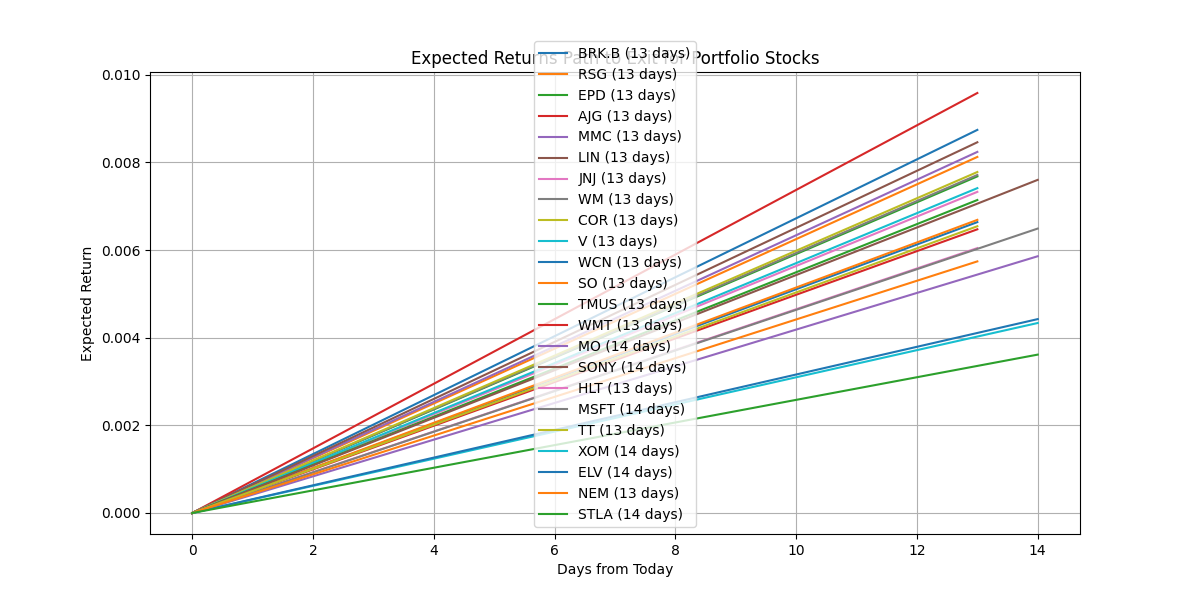 Expected Returns Path to Exit for Portfolio Stocks
BRK.B (13 days)
RSG (13 days)
EPD (13 days)
AJG (13 days)
MMC (13 days)
LIN (13 days)
JNJ (13 days)
WM (13 days)
COR (13 days)
V (13 days)
WCN (13 days)
SO (13 days)
TMUS (13 days)
WMT (13 days)
MO (14 days)
SONY (14 days)
HLT (13 days)
MSFT (14 days)
TT (13 days)
XOM (14 days)
ELV (14 days)
NEM (13 days)
STLA (14 days)
0.010
0.008
0.006
0.004
0.002
0.000
Expected Return
0 2 4 6 8 10 12 14
Days from Today